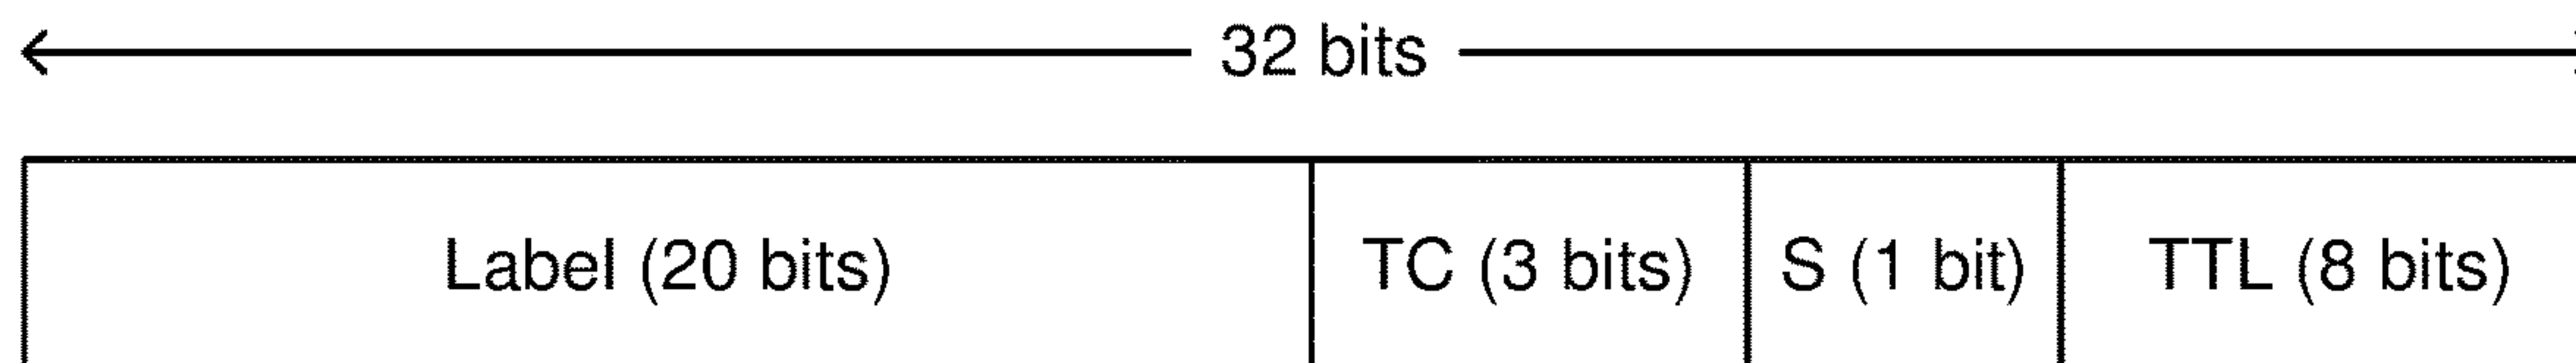 32 bits
Label (20 bits) TC (3 bits) S (1 bit) TTL (8 bits)